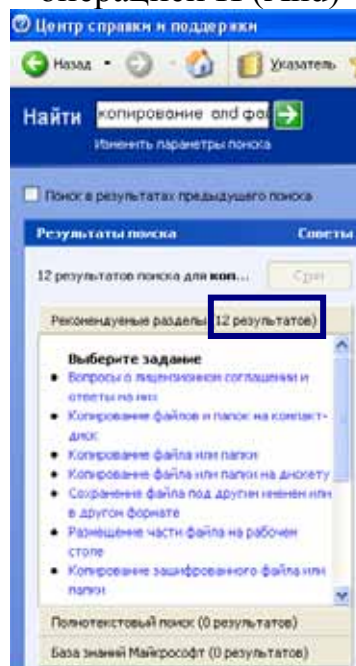 операцией И (And)
Центр справки и поддержки
Назад
Указатель
Найти
копирование and фай
Изменить параметры поиска
Поиск в результатах предыдущего поиска
Результаты поиска Советы
12 результатов поиска для коп...
Рекомендуемые разделы (12 результатов)
Выберите задание
Вопросы о лицензионном соглашении и
ответы на них
Копирование файлов и папок на компакт-
диск
Копирование файла или папки
Копирование файла или папки на дискету
Сохранение файла под другим именем или
в другом формате
Размещение части файла на рабочем
столе
Копирование зашифрованного файла или
папки
Полнотекстовый поиск (0 результатов)
База знаний Майкрософт (0 результатов)